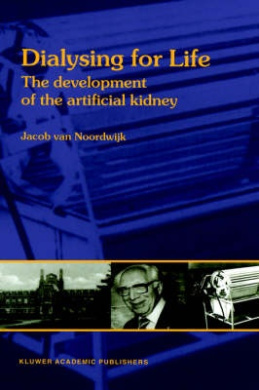 Dialysing for Life
The development
of the artificial kidney
Jacob van Noordwijk
KLUWER ACADEMIC PUBLISHERS